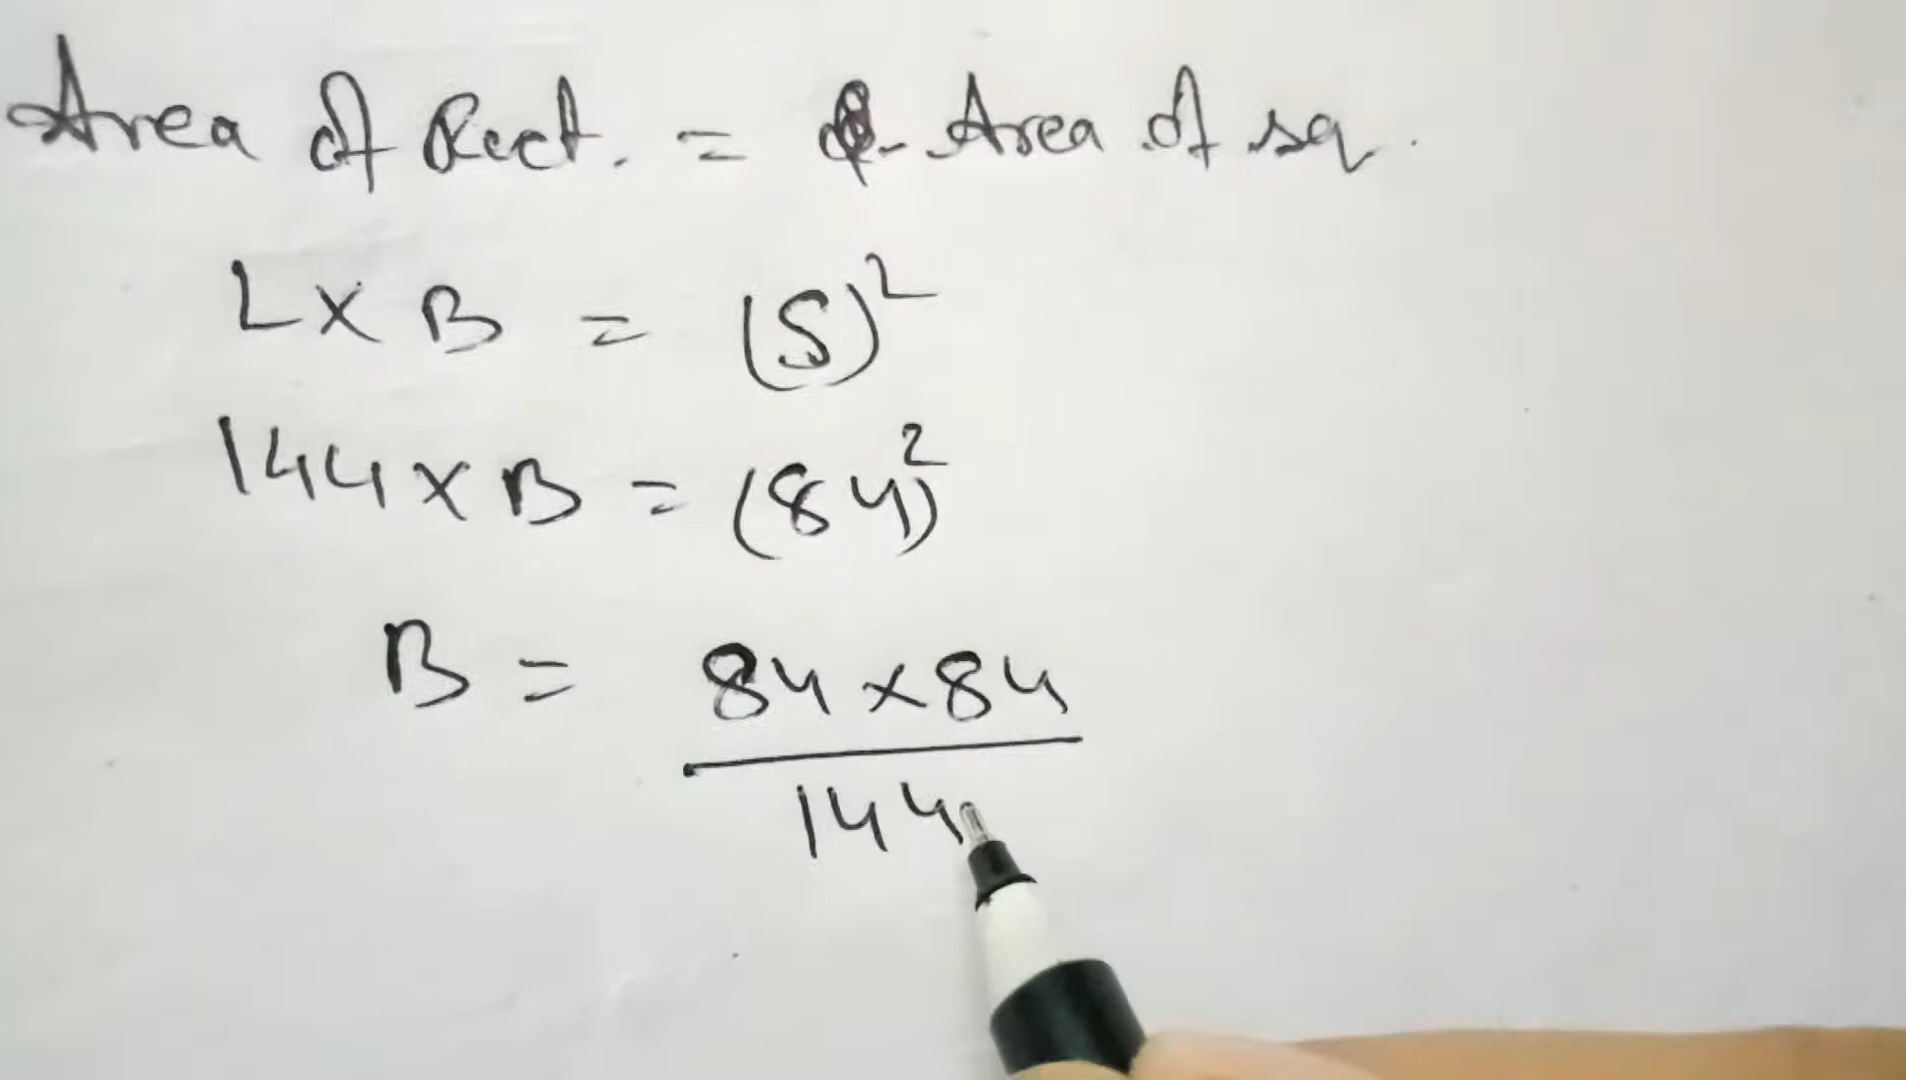 Area of Rect. = Area of sq.
L × B = (S)²
144 × B = (84)²
B = 84 × 84
144